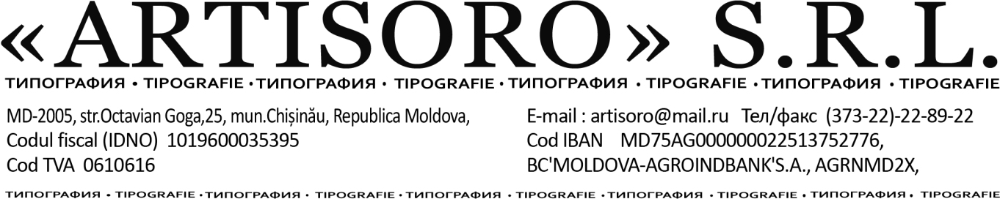 «ARTISORO» S.R.L.
ТИПОГРАФИЯ • TIPOGRAFIE • ТИПОГРАФИЯ • TIPOGRAFIE • ТИПОГРАФИЯ • TIPOGRAFIE • ТИПОГРАФИЯ • TIPOGRAFIE
MD-2005, str.Octavian Goga,25, mun.Chișinău, Republica Moldova,
Codul fiscal (IDNO) 1019600035395
Cod TVA 0610616
E-mail : artisoro@mail.ru Тел/факс (373-22)-22-89-22
Cod IBAN MD75AG000000022513752776,
BC'MOLDOVA-AGROINDBANK'S.A., AGRNMD2X,
ТИПОГРАФИЯ • TIPOGRAFIE • ТИПОГРАФИЯ • TIPOGRAFIE • ТИПОГРАФИЯ • TIPOGRAFIE • ТИПОГРАФИЯ • TIPOGRAFIE • ТИПОГРАФИЯ • TIPOGRAFIE